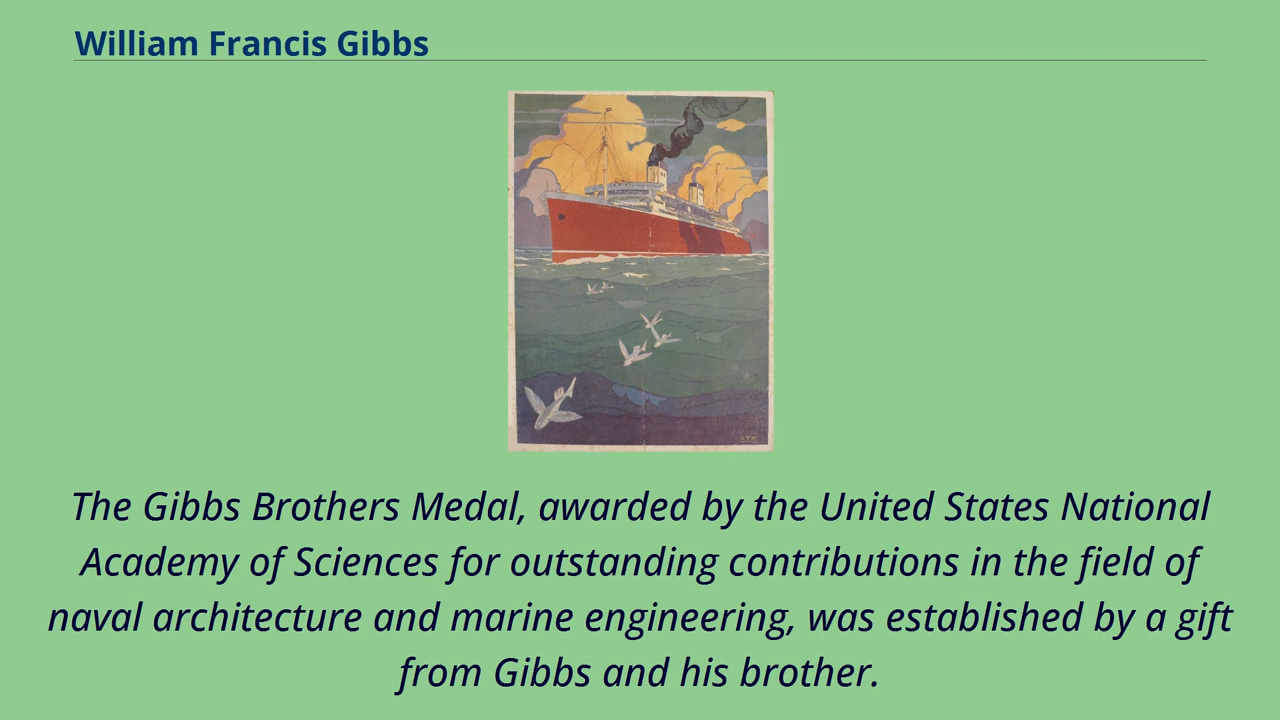 William Francis Gibbs
The Gibbs Brothers Medal, awarded by the United States National
Academy of Sciences for outstanding contributions in the field of
naval architecture and marine engineering, was established by a gift
from Gibbs and his brother.